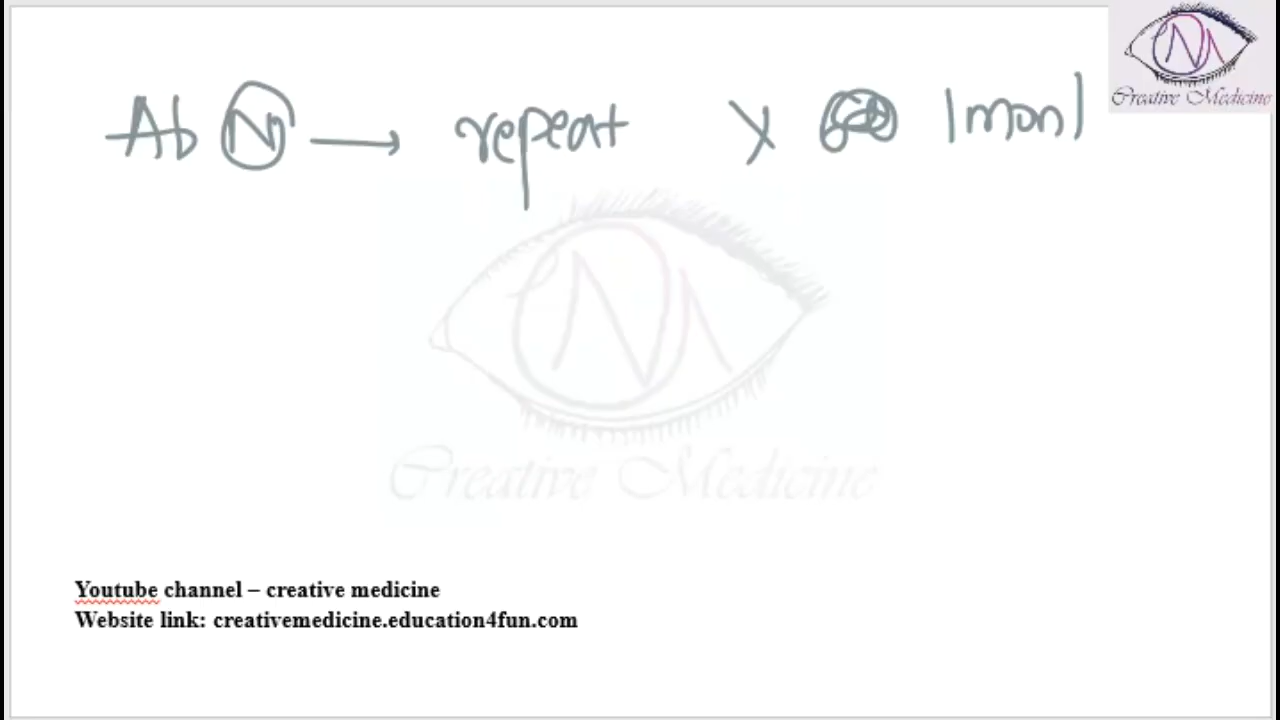 Creative Medicine
Ab N → repeat X 1mon
Creative Medicine
Youtube channel – creative medicine
Website link: creativemedicine.education4fun.com